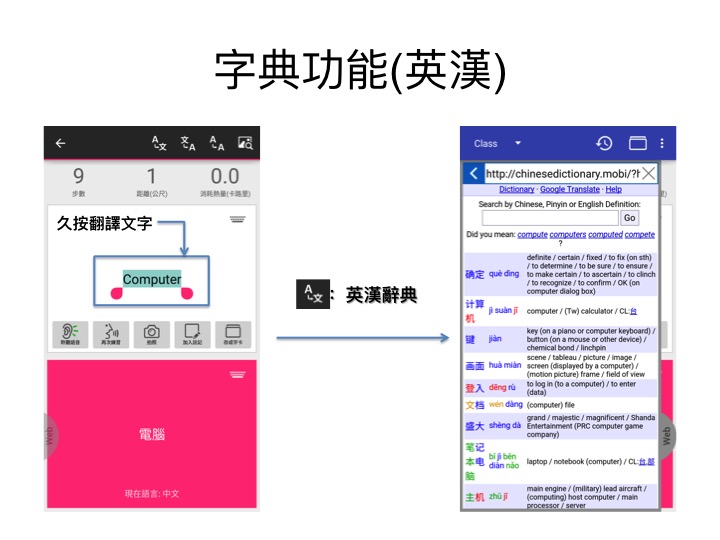 字典功能(英漢)
9
1
0.0
步數
距離(公尺)
消耗熱量(卡路里)
久按翻譯文字
Computer
聆聽語音
再次練習
拍照
加入註記
存成字卡
Web
電腦
現在語言: 中文
A文: 英漢辭典
Class
http://chinesedictionary.mobi/?h
Dictionary · Google Translate · Help
Search by Chinese, Pinyin or English Definition:
Go
Did you mean: compute computers computed compete
?
确定 què dìng definite / certain / fixed / to fix (on sth)
/ to determine / to be sure / to ensure /
to make certain / to ascertain / to clinch
/ to recognize / to confirm / OK (on
computer dialog box)
计算机 jì suàn jī computer / (Tw) calculator / CL:台
键 jiàn key (on a piano or computer keyboard) /
button (on a mouse or other device) /
chemical bond / linchpin
画面 huà miàn scene / tableau / picture / image /
screen (displayed by a computer) /
(motion picture) frame / field of view
登入 dēng rù to log in (to a computer) / to enter
(data)
文档 wén dàng (computer) file
盛大 shèng dà grand / majestic / magnificent / Shanda
Entertainment (PRC computer game
company)
笔记本电脑 bǐ jì běn diàn nǎo laptop / notebook (computer) / CL:台,部
主机 zhǔ jī main engine / (military) lead aircraft /
(computing) host computer / main
processor / server
Web